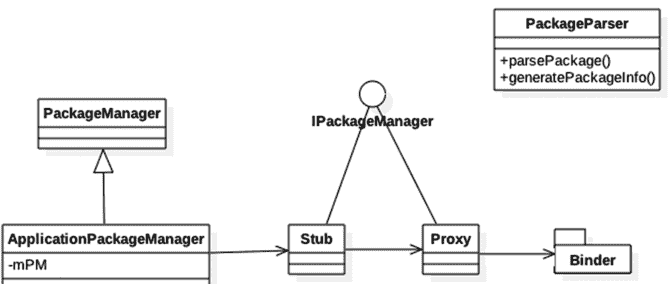 PackageParser
+parsePackage()
+generatePackageInfo()
PackageManager
IPackageManager
ApplicationPackageManager
-mPM
Stub
Proxy
Binder